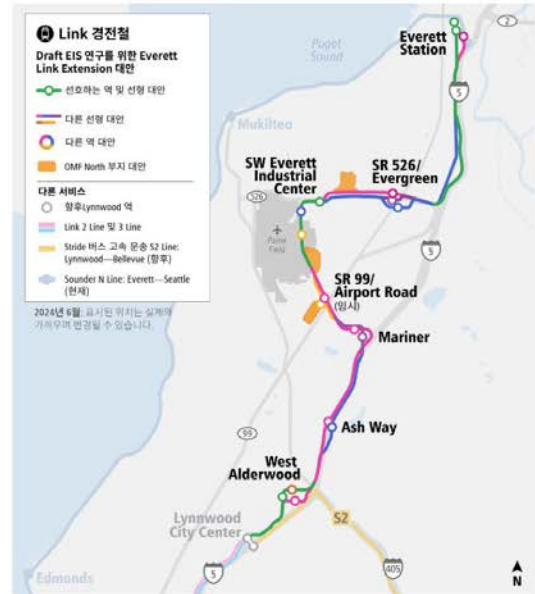 Link 경전철
Draft EIS 연구를 위한 Everett
Link Extension 대안
선호하는 역 및 선형 대안
다른 선형 대안
다른 역 대안
OMF North 부지 대안
다른 서비스
향후Lynnwood 역
Link 2 Line 및 3 Line
Stride 버스 고속 운송 S2 Line:
Lynnwood—Bellevue (향후)
Sounder N Line: Everett—Seattle
(현재)
2024년 6월: 표시된 위치는 실제와
가까우며 변경될 수 있습니다.
Everett
Station
2
Puget
Sound
5
Mukilteo
SW Everett
Industrial
Center
SR 526/
Evergreen
526
Paine
Field
5
SR 99/
Airport Road
(임시)
Mariner
99
Ash Way
West
Alderwood
Lynnwood
City Center
S2
405
5
Edmonds
N